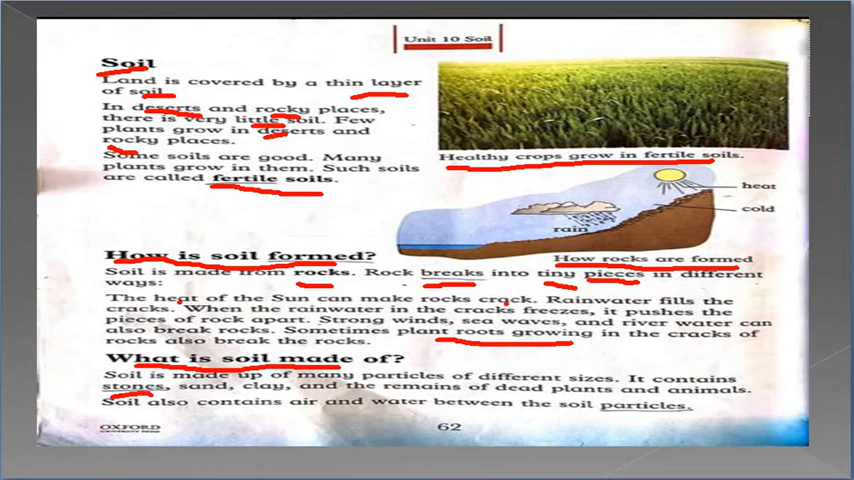 Unit 10 Soil
Soil
Land is covered by a thin layer
of soil.
In deserts and rocky places,
there is very little soil. Few
plants grow in deserts and
rocky places.
Some soils are good. Many
plants grow in them. Such soils
are called fertile soils.
Healthy crops grow in fertile soils.
heat
cold
rain
How rocks are formed
How is soil formed?
Soil is made from rocks. Rock breaks into tiny pieces in different
ways:
The heat of the Sun can make rocks crack. Rainwater fills the
cracks. When the rainwater in the cracks freezes, it pushes the
pieces of rock apart. Strong winds, sea waves, and river water can
also break rocks. Sometimes plant roots growing in the cracks of
rocks also break the rocks.
What is soil made of?
Soil is made up of many particles of different sizes. It contains
stones, sand, clay, and the remains of dead plants and animals.
Soil also contains air and water between the soil particles.
OXFORD
UNIVERSITY PRESS
62